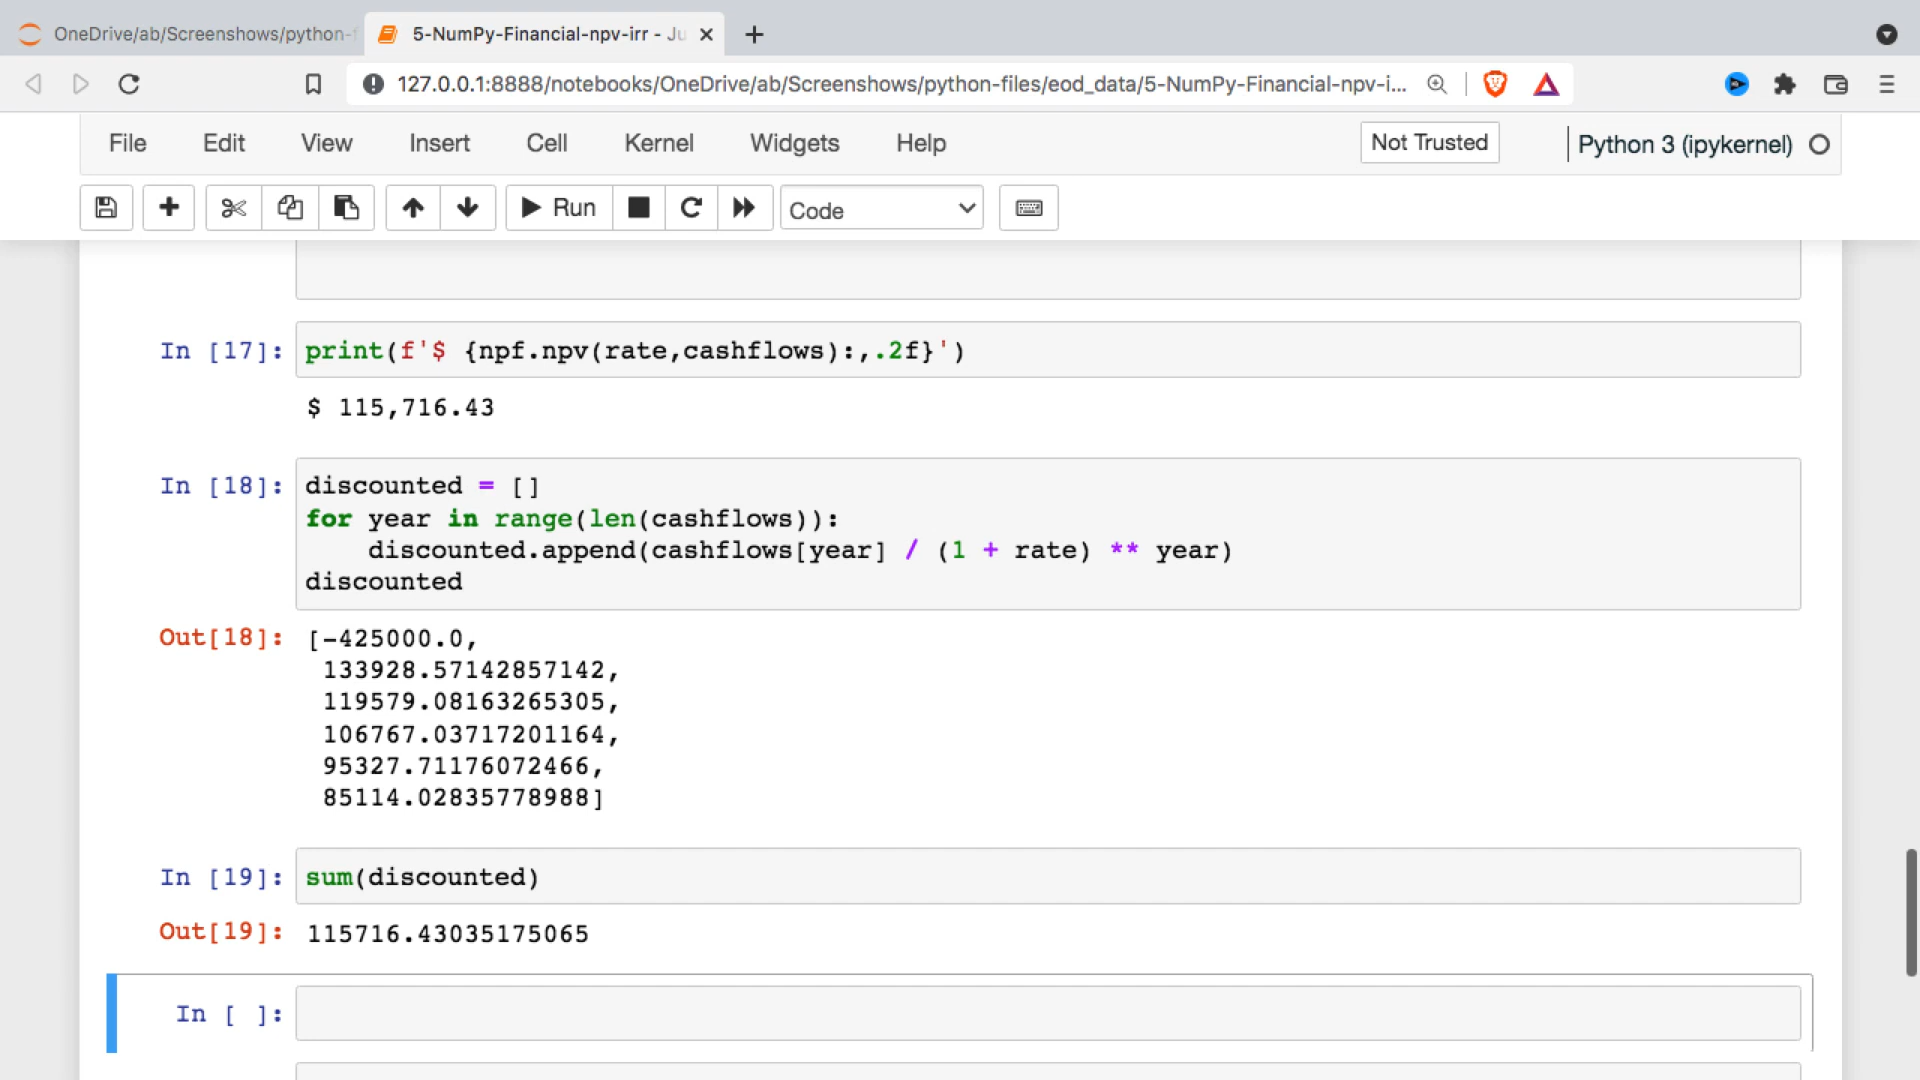 OneDrive/ab/Screenshows/python-f
5-NumPy-Financial-npv-irr - Ju
127.0.0.1:8888/notebooks/OneDrive/ab/Screenshows/python-files/eod_data/5-NumPy-Financial-npv-i...
File Edit View Insert Cell Kernel Widgets Help Not Trusted Python 3 (ipykernel)
Run Code
In [17]: print(f'$ {npf.npv(rate,cashflows):,.2f}')
$ 115,716.43
In [18]: discounted = []
for year in range(len(cashflows)):
    discounted.append(cashflows[year] / (1 + rate) ** year)
discounted
Out[18]: [-425000.0,
133928.57142857142,
119579.08163265305,
106767.03717201164,
95327.71176072466,
85114.02835778988]
In [19]: sum(discounted)
Out[19]: 115716.43035175065
In [ ]: